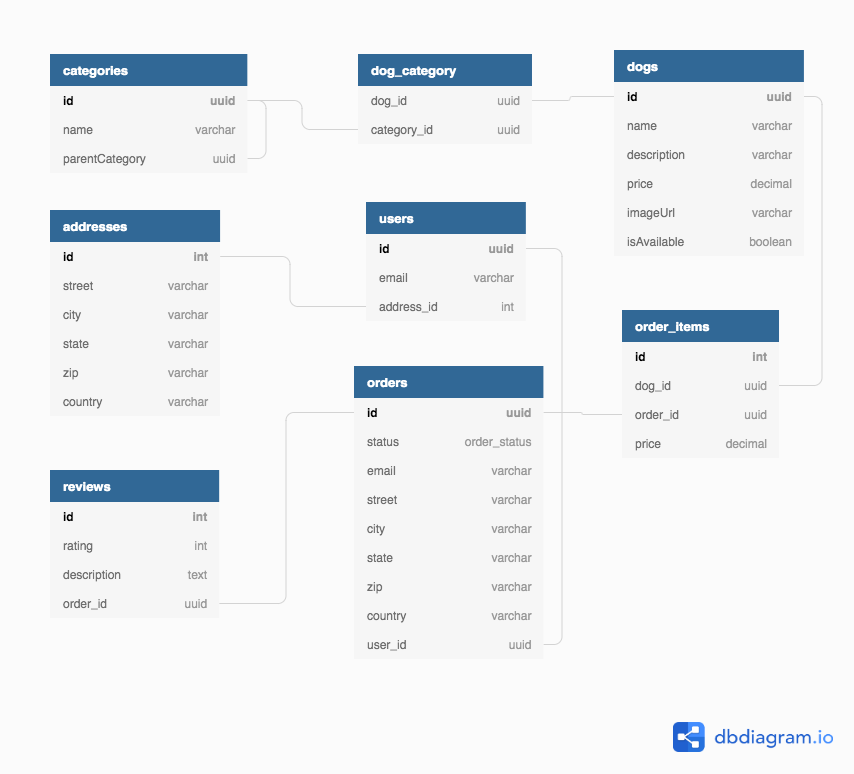 categories
id uuid
name varchar
parentCategory uuid
dog_category
dog_id uuid
category_id uuid
dogs
id uuid
name varchar
description varchar
price decimal
imageUrl varchar
isAvailable boolean
addresses
id int
street varchar
city varchar
state varchar
zip varchar
country varchar
users
id uuid
email varchar
address_id int
order_items
id int
dog_id uuid
order_id uuid
price decimal
orders
id uuid
status order_status
email varchar
street varchar
city varchar
state varchar
zip varchar
country varchar
user_id uuid
reviews
id int
rating int
description text
order_id uuid
dbdiagram.io